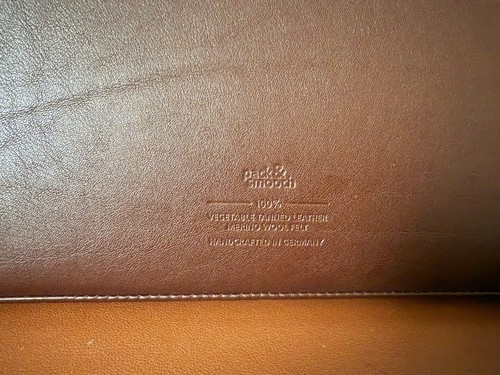 pack&
smooch
100%
VEGETABLE TANNED LEATHER
MERINO WOOL FELT
HANDCRAFTED IN GERMANY